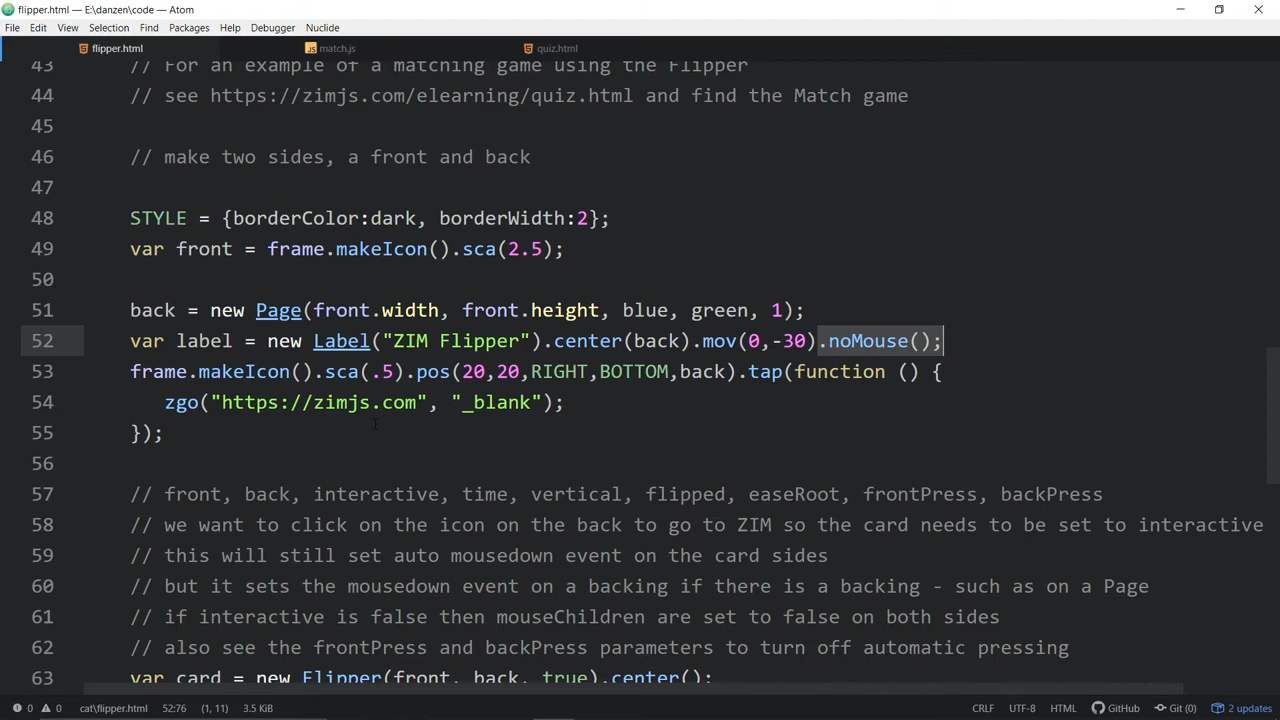 flipper.html — E:\danzen\code — Atom
File Edit View Selection Find Packages Help Debugger Nuclide
flipper.html match.js quiz.html
43 // For an example of a matching game using the Flipper
44 // see https://zimjs.com/elearning/quiz.html and find the Match game
45
46 // make two sides, a front and back
47
48 STYLE = {borderColor:dark, borderWidth:2};
49 var front = frame.makeIcon().sca(2.5);
50
51 back = new Page(front.width, front.height, blue, green, 1);
52 var label = new Label("ZIM Flipper").center(back).mov(0,-30).noMouse();
53 frame.makeIcon().sca(.5).pos(20,20,RIGHT,BOTTOM,back).tap(function () {
54 zgo("https://zimjs.com", "_blank");
55 });
56
57 // front, back, interactive, time, vertical, flipped, easeRoot, frontPress, backPress
58 // we want to click on the icon on the back to go to ZIM so the card needs to be set to interactive
59 // this will still set auto mousedown event on the card sides
60 // but it sets the mousedown event on a backing if there is a backing - such as on a Page
61 // if interactive is false then mouseChildren are set to false on both sides
62 // also see the frontPress and backPress parameters to turn off automatic pressing
63 var card = new Flipper(front, back, true).center();
0 0 cat\flipper.html 52:76 (1, 11) 3.5 KiB CRLF UTF-8 HTML GitHub Git (0) 2 updates